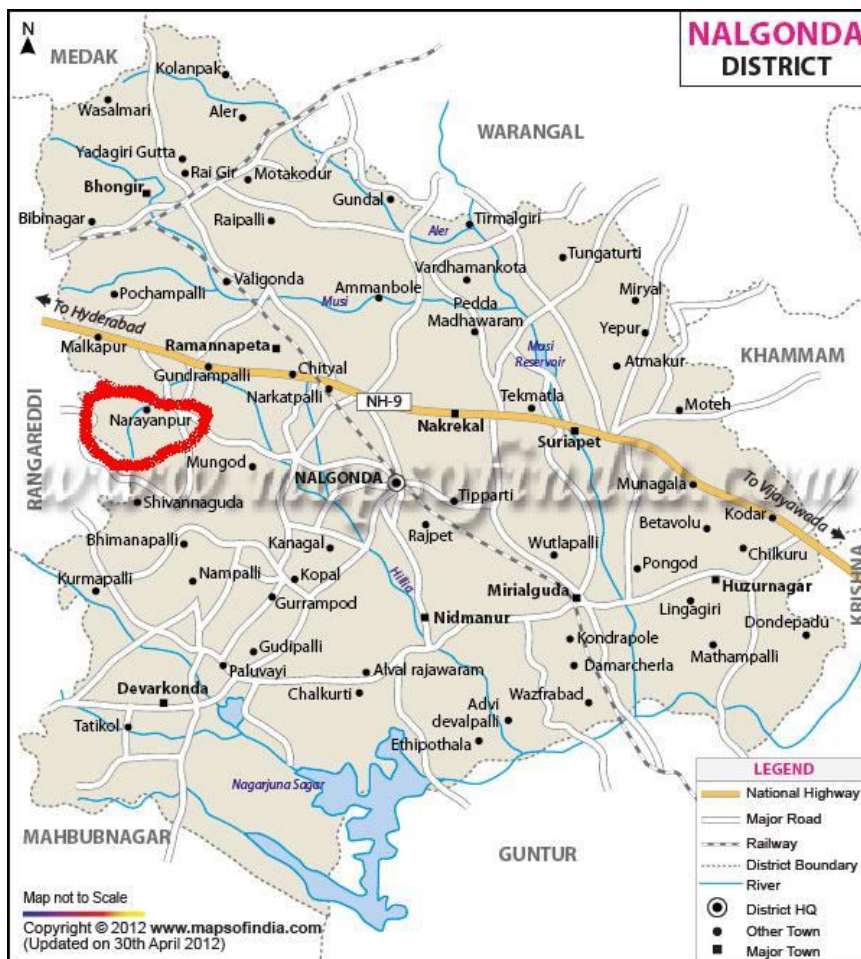 NALGONDA
DISTRICT
N
MEDAK
Kolanpak
Wasalmari
Aler
WARANGAL
Yadagiri Gutta
Rai Gir
Motakodur
Bhongir
Gundal
Bibinagar
Raipalli
Tirmalgiri
Aler
Tungaturti
Vardhamankota
Valigonda
Ammanbole
Pochampalli
Musi
Pedda
Madhawaram
Miryal
To Hyderabad
Yepur
Malkapur
Ramannapeta
Musi
Reservoir
KHAMMAM
Atmakur
Gundrampalli
Chityal
Narkatpalli
NH-9
Tekmatla
Moteh
Narayanpur
Nakrekal
Suriapet
RANGAREDDI
www.mapsofindia.com
Mungod
NALGONDA
Munagala
To Vijayawada
Shivannaguda
Tipparti
Kodar
Rajpet
Betavolu
Bhimanapalli
Kanagal
Wutlapalli
Chilkuru
Pongod
Kurmapalli
Nampalli
Kopal
Hillia
Mirialguda
Huzurnagar
KRISHNA
Gurrampod
Lingagiri
Nidmanur
Dondepadu
Kondrapole
Mathampalli
Gudipalli
Paluvayi
Alval rajawaram
Damarcherla
Devarkonda
Chalkurti
Wazfrabad
Advi
devalpalli
Tatikol
Ethipothala
Nagarjuna Sagar
MAHBUBNAGAR
GUNTUR
LEGEND
National Highway
Major Road
Railway
District Boundary
River
District HQ
Other Town
Major Town
Map not to Scale
Copyright © 2012 www.mapsofindia.com
(Updated on 30th April 2012)